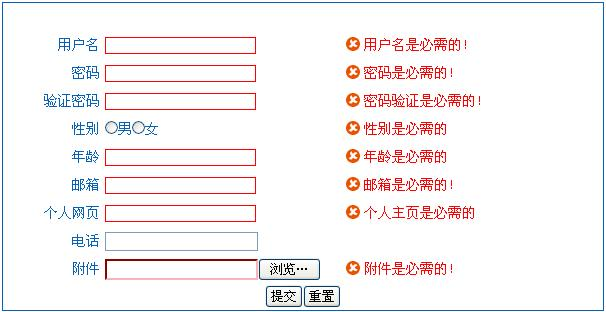 用户名 用户名是必需的!
密码 密码是必需的!
验证密码 密码验证是必需的!
性别 男 女 性别是必需的
年龄 年龄是必需的
邮箱 邮箱是必需的!
个人网页 个人主页是必需的
电话
附件 浏览… 附件是必需的!
提交 重置